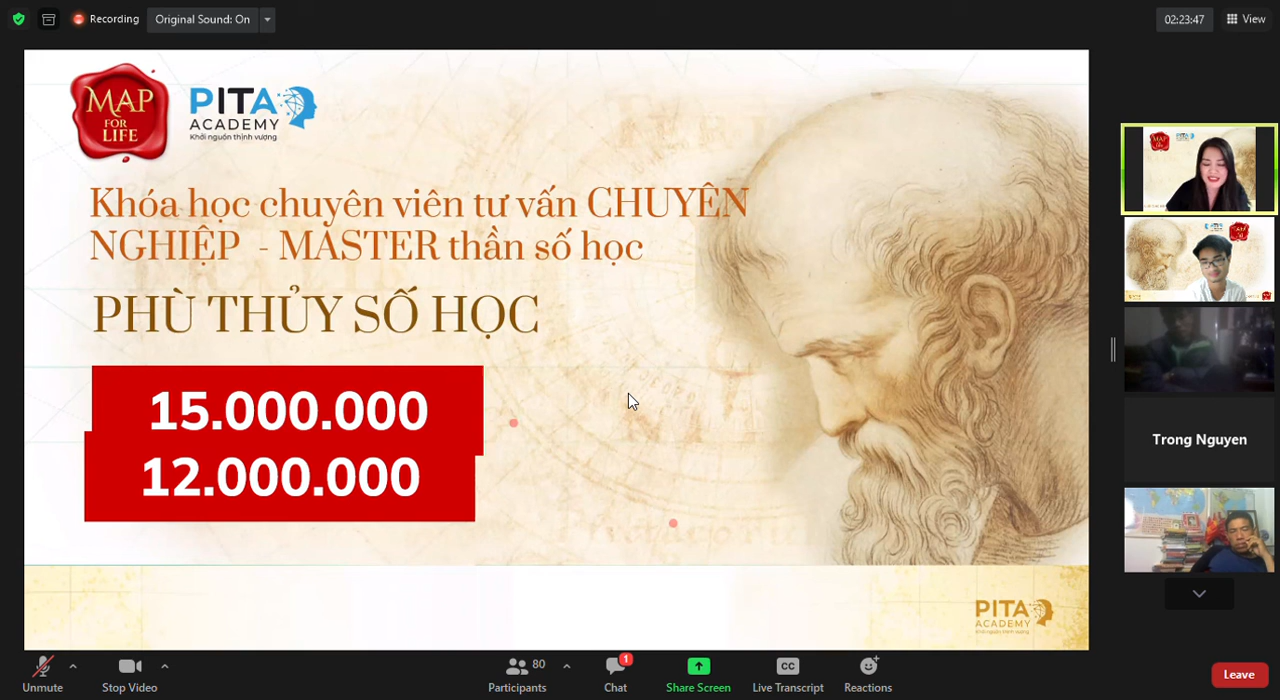 Recording
Original Sound: On
02:23:47
View
MAP
FOR
LIFE
PITA
ACADEMY
Khởi nguồn thịnh vượng
Khóa học chuyên viên tư vấn CHUYÊN
NGHIỆP - MASTER thần số học
PHÙ THỦY SỐ HỌC
15.000.000
12.000.000
Trong Nguyen
PITA
ACADEMY
Khởi nguồn thịnh vượng
Unmute
Stop Video
80
Participants
1
Chat
Share Screen
CC
Live Transcript
Reactions
Leave